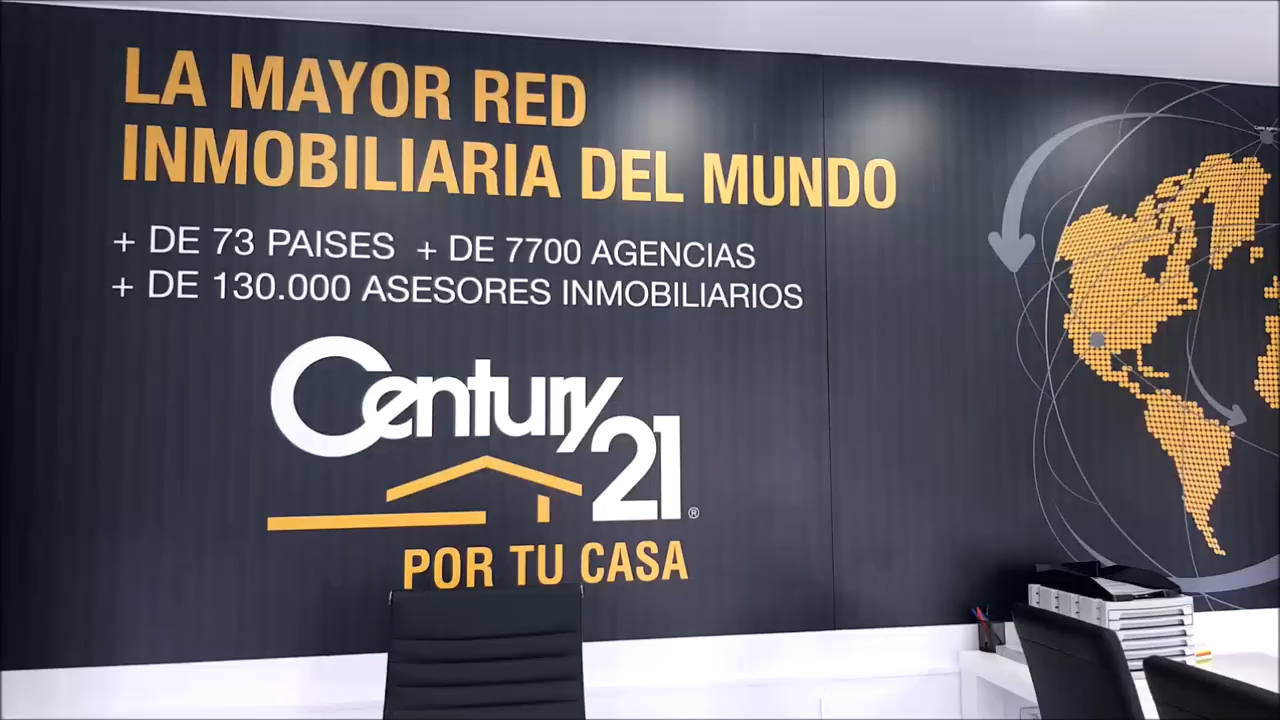 LA MAYOR RED
INMOBILIARIA DEL MUNDO
+ DE 73 PAISES + DE 7700 AGENCIAS
+ DE 130.000 ASESORES INMOBILIARIOS
Century
21®
POR TU CASA